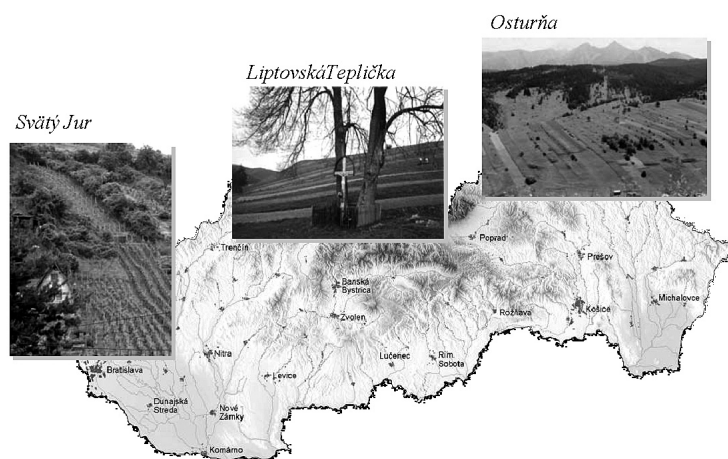 Osturňa
LiptovskáTeplička
Svätý Jur
Trenčín
Poprad
Prešov
Banská
Bystrica
Michalovce
Rožňava
Košice
Zvolen
Nitra
Lučenec
Rim.
Sobota
Bratislava
Levice
Dunajská
Streda
Nové
Zámky
Komárno